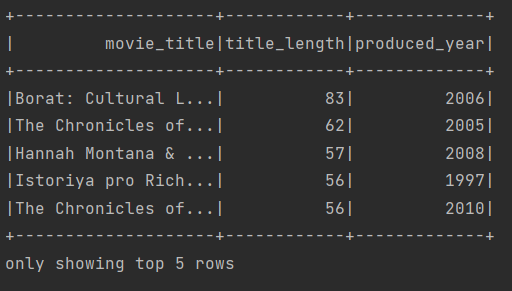 +--------------------+------------+-------------+
|         movie_title|title_length|produced_year|
+--------------------+------------+-------------+
|Borat: Cultural L...|          83|         2006|
|The Chronicles of...|          62|         2005|
|Hannah Montana & ...|          57|         2008|
|Istoriya pro Rich...|          56|         1997|
|The Chronicles of...|          56|         2010|
+--------------------+------------+-------------+
only showing top 5 rows